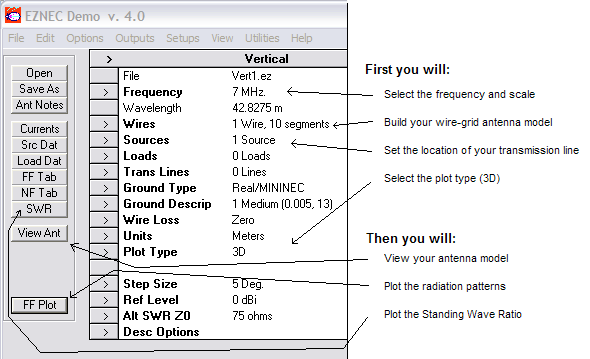 EZNEC Demo v. 4.0
File Edit Options Outputs Setups View Utilities Help
Open
Save As
Ant Notes
Currents
Src Dat
Load Dat
FF Tab
NF Tab
SWR
View Ant
FF Plot
> Vertical
File Vert1.ez
> Frequency 7 MHz.
Wavelength 42.8275 m
> Wires 1 Wire, 10 segments
> Sources 1 Source
> Loads 0 Loads
> Trans Lines 0 Lines
> Ground Type Real/MININEC
> Ground Descrip 1 Medium (0.005, 13)
> Wire Loss Zero
> Units Meters
> Plot Type 3D
> Step Size 5 Deg.
> Ref Level 0 dBi
> Alt SWR Z0 75 ohms
> Desc Options
First you will:
Select the frequency and scale
Build your wire-grid antenna model
Set the location of your transmission line
Select the plot type (3D)
Then you will:
View your antenna model
Plot the radiation patterns
Plot the Standing Wave Ratio